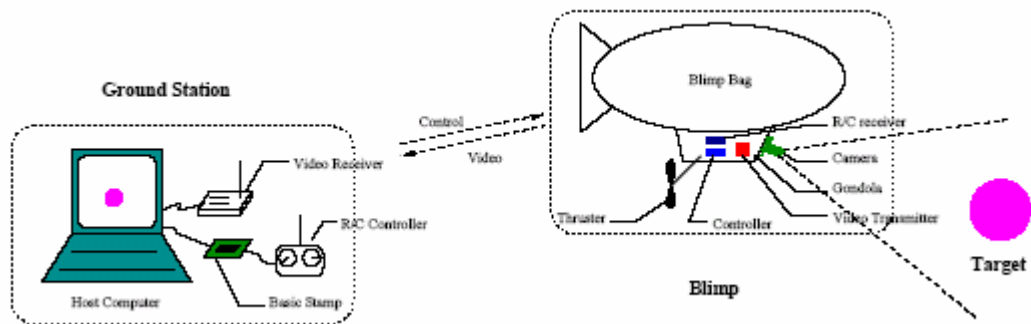 Ground Station
Video Receiver
R/C Controller
Host Computer
Basic Stamp
Control
Video
Blimp Bag
R/C receiver
Camera
Gondola
Thruster
Controller
Video Transmitter
Blimp
Target